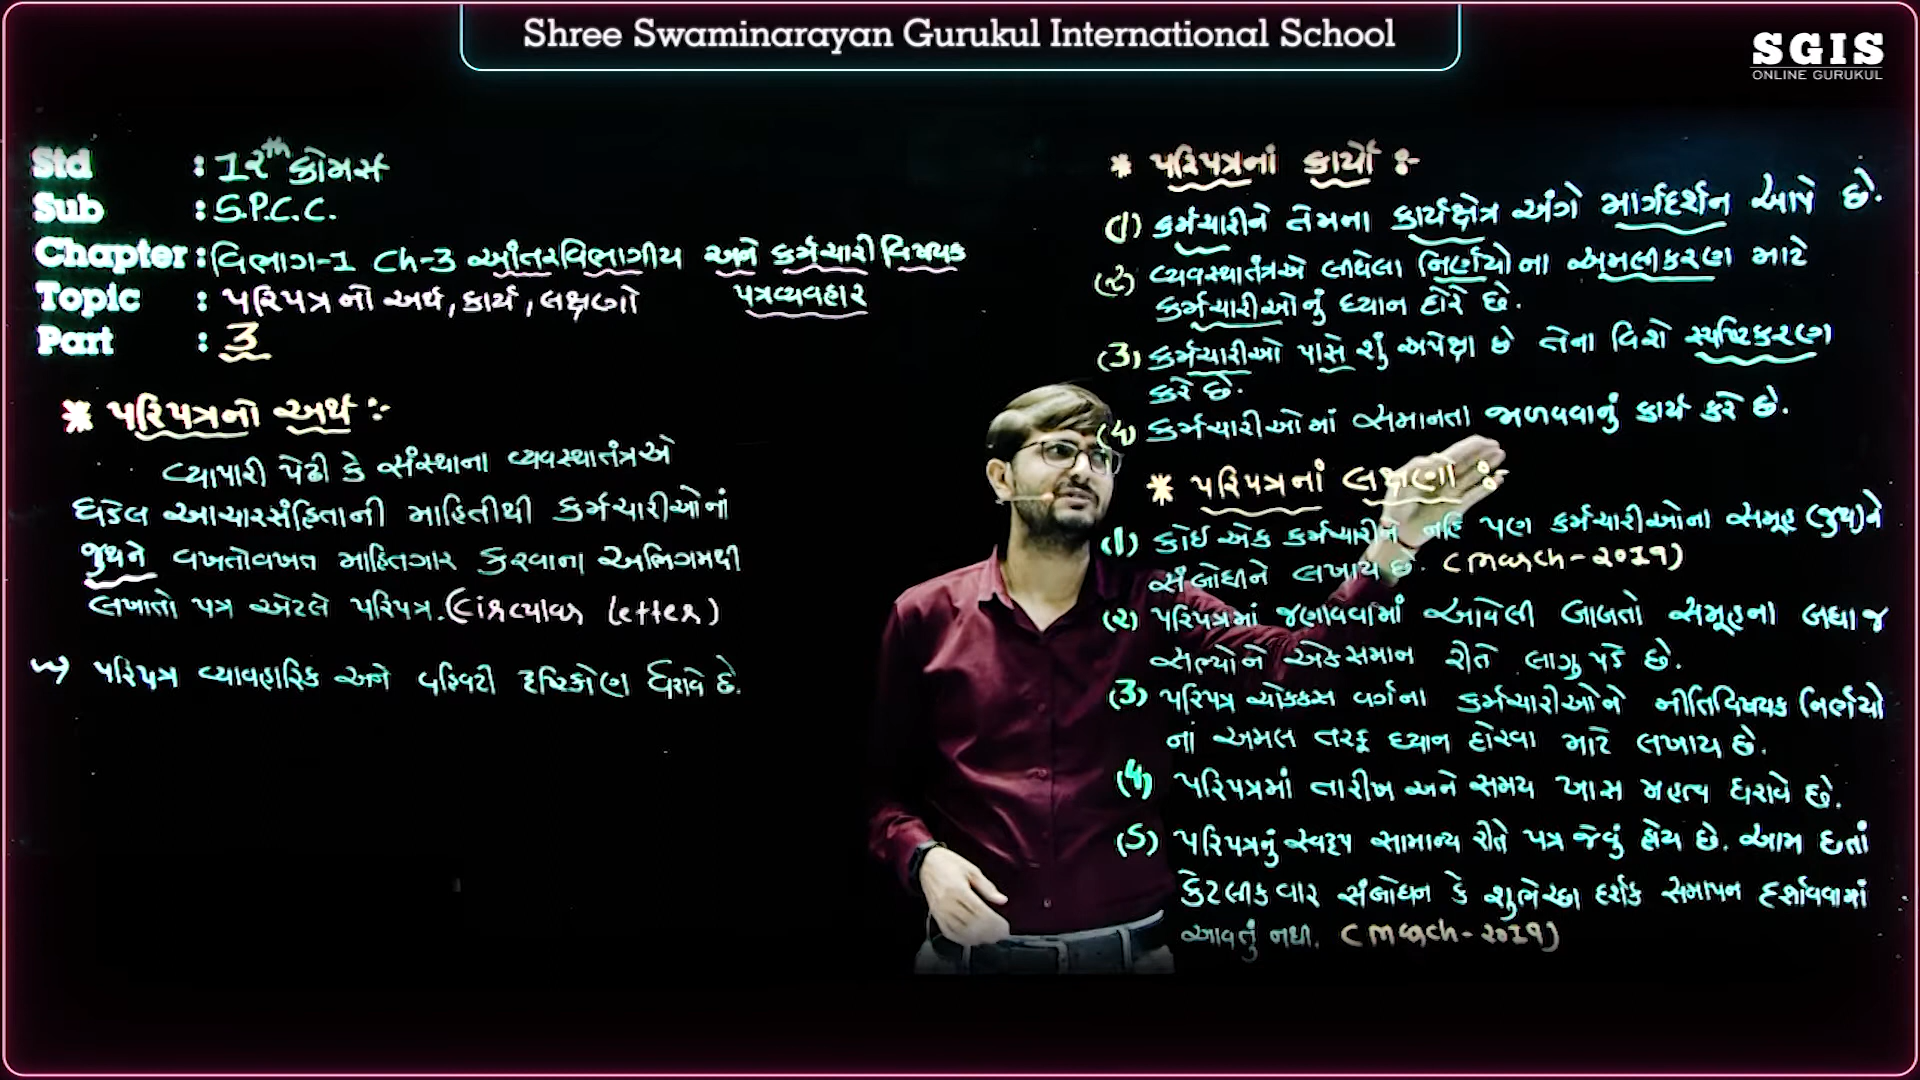 Shree Swaminarayan Gurukul International School
SGIS
ONLINE GURUKUL
Std : 12th કોમર્સ
Sub : S.P.C.C.
Chapter : વિભાગ-1 Ch-3 આંતરવિભાગીય અને કર્મચારી વિષયક
પત્રવ્યવહાર
Topic : પરિપત્રનો અર્થ, કાર્ય, લક્ષણો
Part : 3
* પરિપત્રનો અર્થ :-
વ્યાપારી પેઢી કે સંસ્થાના વ્યવસ્થાતંત્રએ
ઘડેલ આચારસંહિતાની માહિતીથી કર્મચારીઓનાં
જુથને વખતોવખત માહિતગાર કરવાના અભિગમથી
લખાતો પત્ર એટલે પરિપત્ર. (Circular letter)
→ પરિપત્ર વ્યાવહારિક અને વહિવટી દૃષ્ટિકોણ ધરાવે છે.
* પરિપત્રનાં કાર્યો :-
(1) કર્મચારીને તેમના કાર્યક્ષેત્ર અંગે માર્ગદર્શન આપે છે.
(2) વ્યવસ્થાતંત્રએ લીધેલા નિર્ણયોના અમલીકરણ માટે
કર્મચારીઓનું ધ્યાન દોરે છે.
(3) કર્મચારીઓ પાસે શું અપેક્ષા છે તેના વિશે સ્પષ્ટિકરણ
કરે છે.
(4) કર્મચારીઓમાં સમાનતા જાળવવાનું કાર્ય કરે છે.
* પરિપત્રનાં લક્ષણો :-
(1) કોઈ એક કર્મચારીને નહિ પણ કર્મચારીઓના સમૂહ (જુથ)ને
સંબોધીને લખાય છે. (March-2019)
(2) પરિપત્રમાં જણાવવામાં આવેલી બાબતો સમૂહના બધા જ
સભ્યોને એકસમાન રીતે લાગુ પડે છે.
(3) પરિપત્ર ચોક્કસ વર્ગના કર્મચારીઓને નીતિવિષયક નિર્ણયો
નાં અમલ તરફ ધ્યાન દોરવા માટે લખાય છે.
(4) પરિપત્રમાં તારીખ અને સમય ખાસ મહત્વ ધરાવે છે.
(5) પરિપત્રનું સ્વરૂપ સામાન્ય રીતે પત્ર જેવું હોય છે. આમ છતાં
કેટલીકવાર સંબોધન કે શુભેચ્છા દર્શક સમાપન દર્શાવવામાં
આવતું નથી. (March-2019)